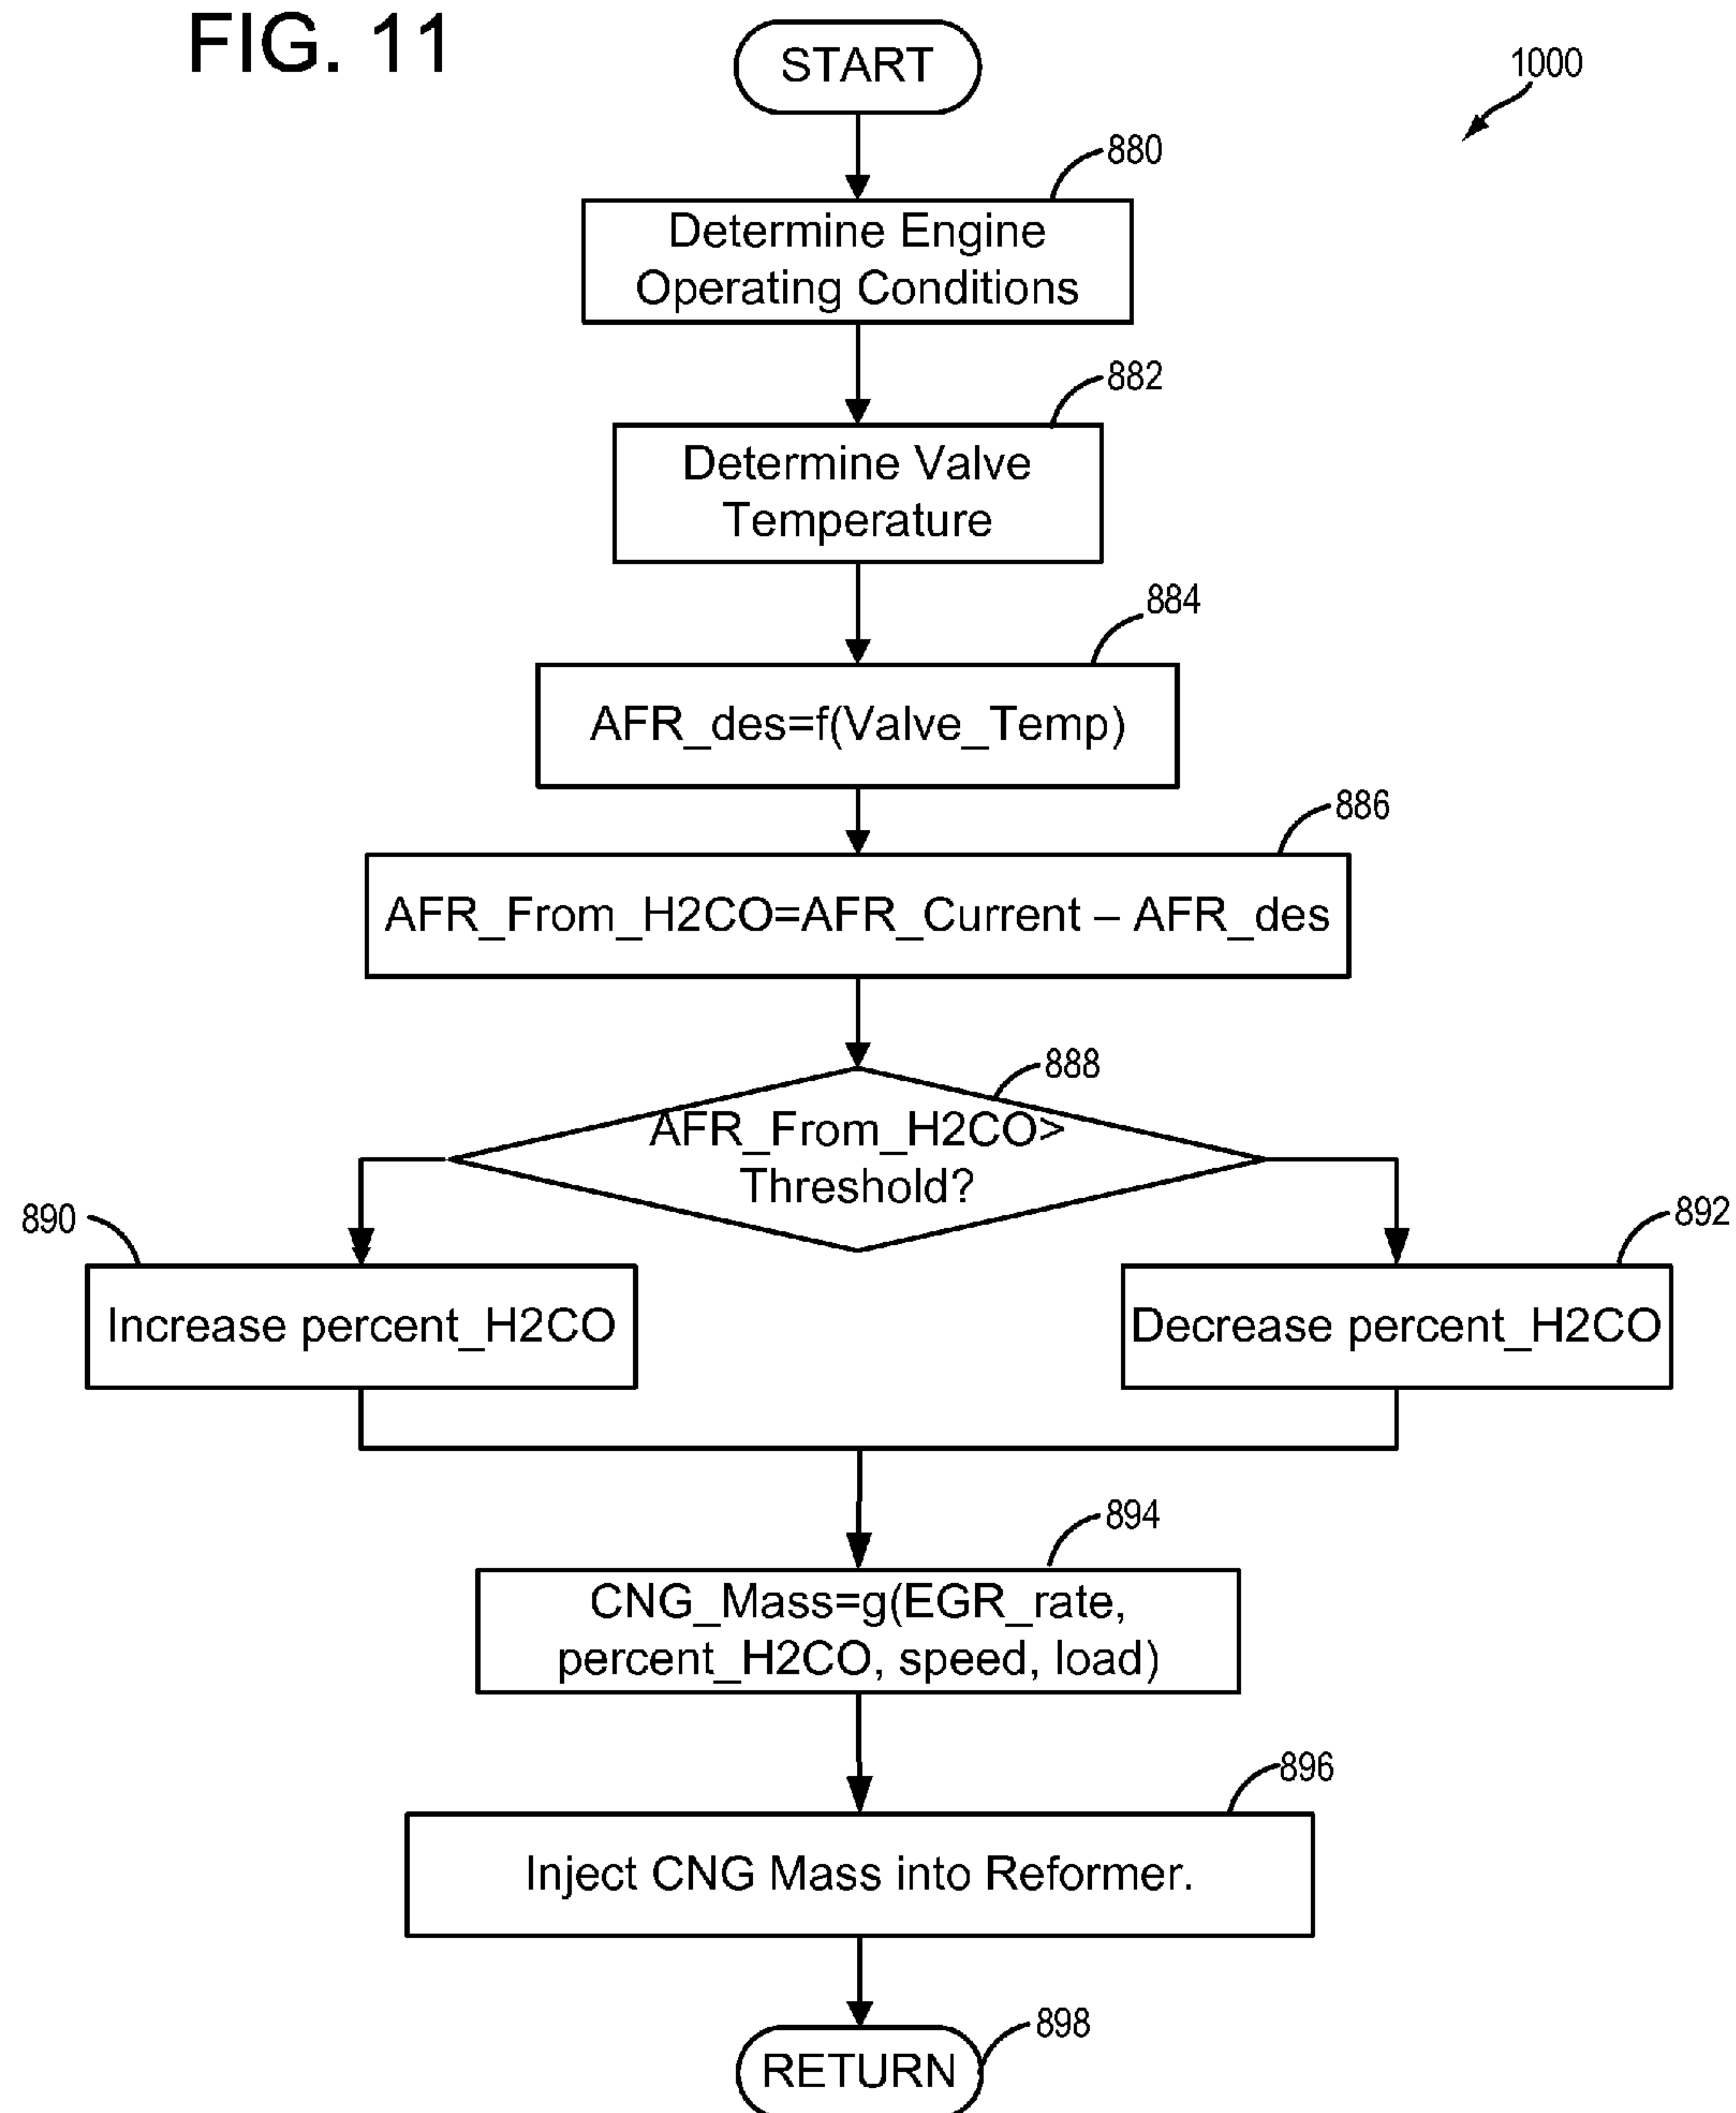 FIG. 11
START
1000
880
Determine Engine
Operating Conditions
882
Determine Valve
Temperature
884
AFR_des=f(Valve_Temp)
886
AFR_From_H2CO=AFR_Current – AFR_des
888
AFR_From_H2CO>
Threshold?
890
892
Increase percent_H2CO
Decrease percent_H2CO
894
CNG_Mass=g(EGR_rate,
percent_H2CO, speed, load)
896
Inject CNG Mass into Reformer.
898
RETURN